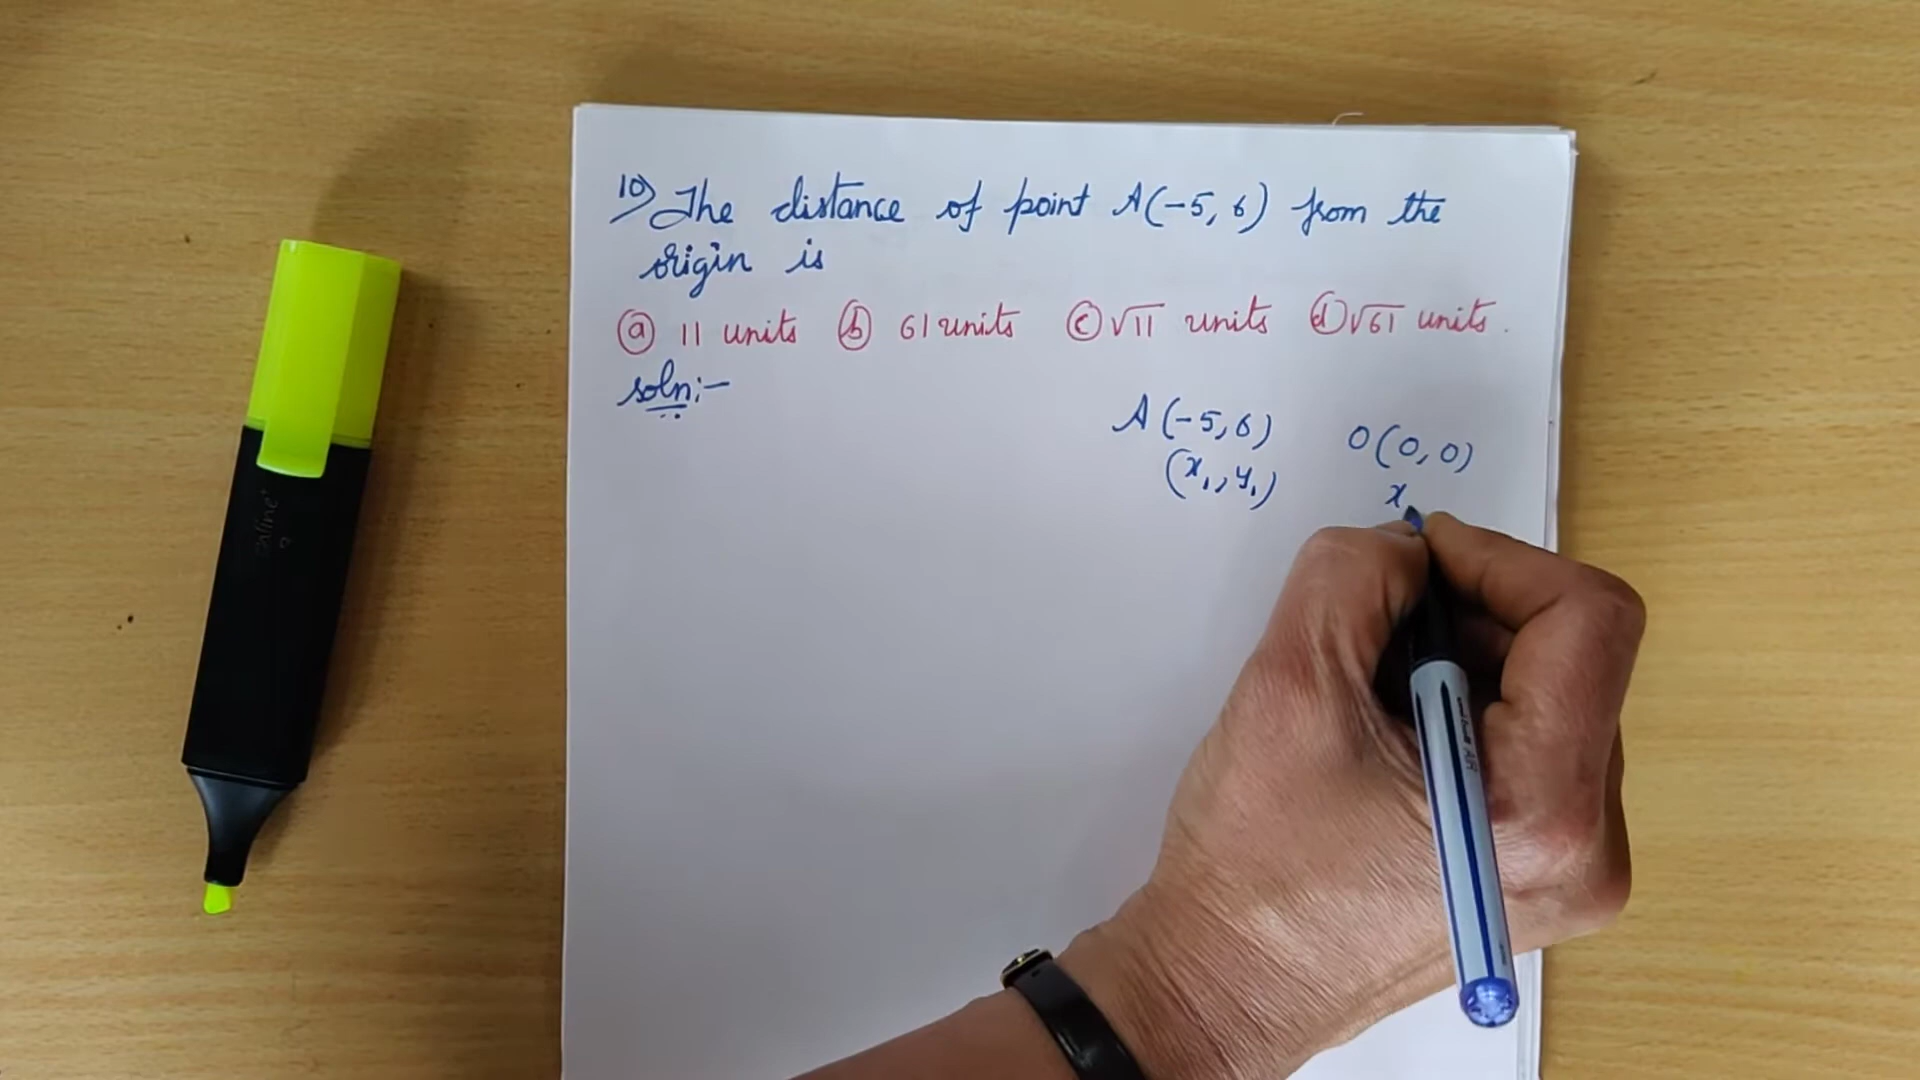 10) The distance of point A(-5, 6) from the
origin is
(a) 11 units (b) 61 units (c) √11 units (d) √61 units.
soln:-
A(-5, 6) O(0, 0)
(x₁, y₁) x